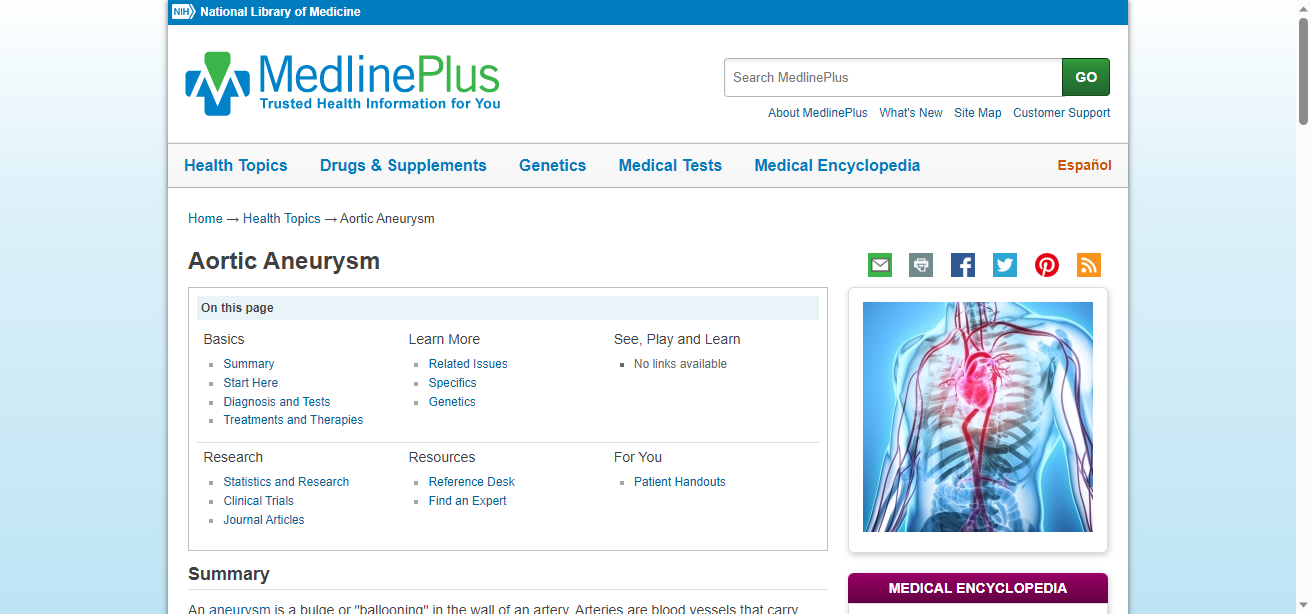 NIH National Library of Medicine
MedlinePlus
Trusted Health Information for You
Search MedlinePlus
GO
About MedlinePlus What's New Site Map Customer Support
Health Topics Drugs & Supplements Genetics Medical Tests Medical Encyclopedia Español
Home → Health Topics → Aortic Aneurysm
Aortic Aneurysm
On this page
Basics
Summary
Start Here
Diagnosis and Tests
Treatments and Therapies
Learn More
Related Issues
Specifics
Genetics
See, Play and Learn
No links available
Research
Statistics and Research
Clinical Trials
Journal Articles
Resources
Reference Desk
Find an Expert
For You
Patient Handouts
Summary
An aneurysm is a bulge or "ballooning" in the wall of an artery. Arteries are blood vessels that carry
MEDICAL ENCYCLOPEDIA